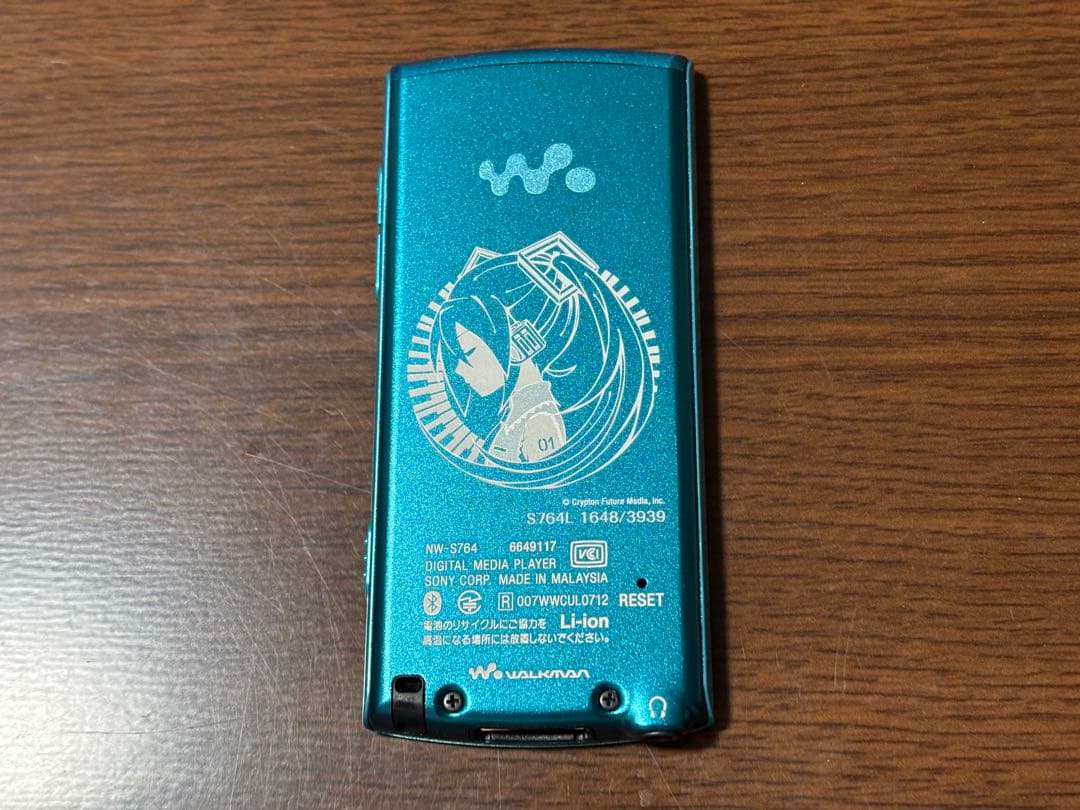 01
© Crypton Future Media, Inc.
S764L 1648/3939
NW-S764 6649117 VCI
DIGITAL MEDIA PLAYER
SONY CORP. MADE IN MALAYSIA
R 007WWCUL0712 RESET
電池のリサイクルにご協力を Li-ion
高温になる場所には放置しないでください。
WALKMAN